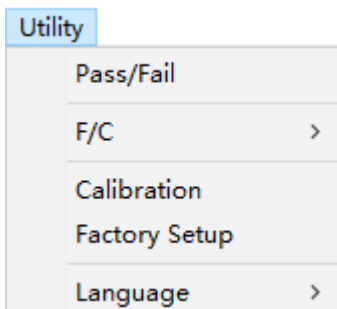 Utility
Pass/Fail
F/C
Calibration
Factory Setup
Language